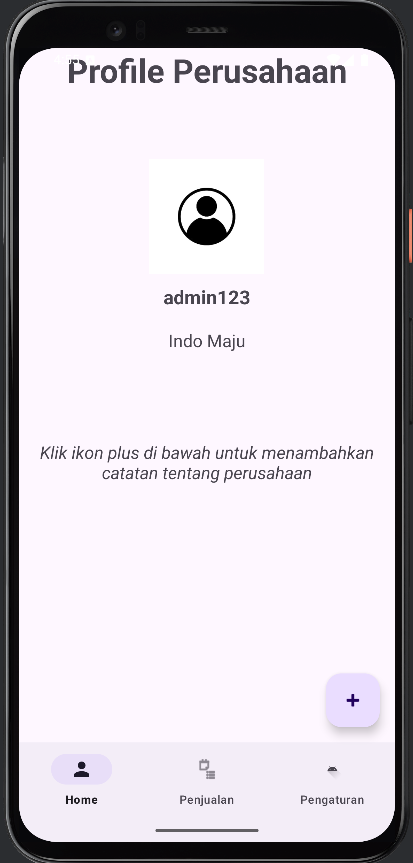 Profile Perusahaan
admin123
Indo Maju
Klik ikon plus di bawah untuk menambahkan
catatan tentang perusahaan
+
Home
Penjualan
Pengaturan